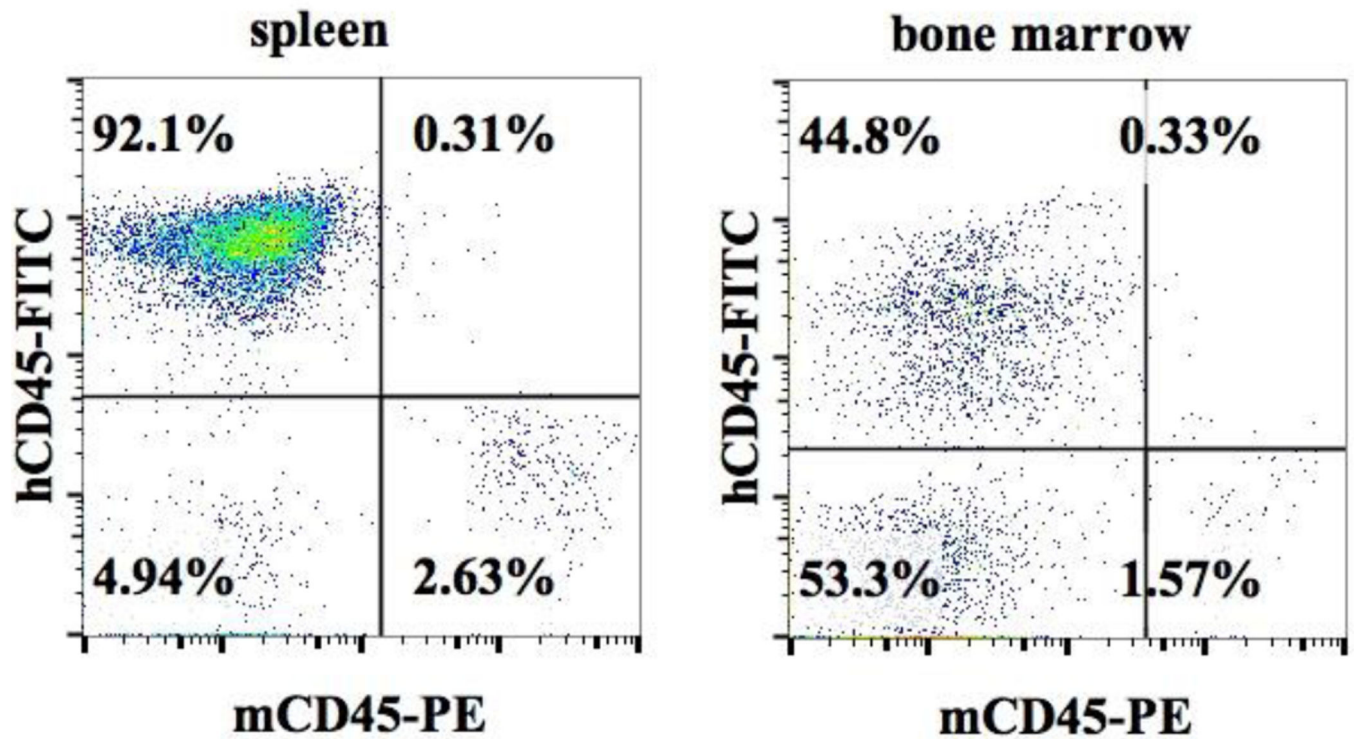 spleen
92.1%
0.31%
4.94%
2.63%
hCD45-FITC
mCD45-PE
bone marrow
44.8%
0.33%
53.3%
1.57%
hCD45-FITC
mCD45-PE